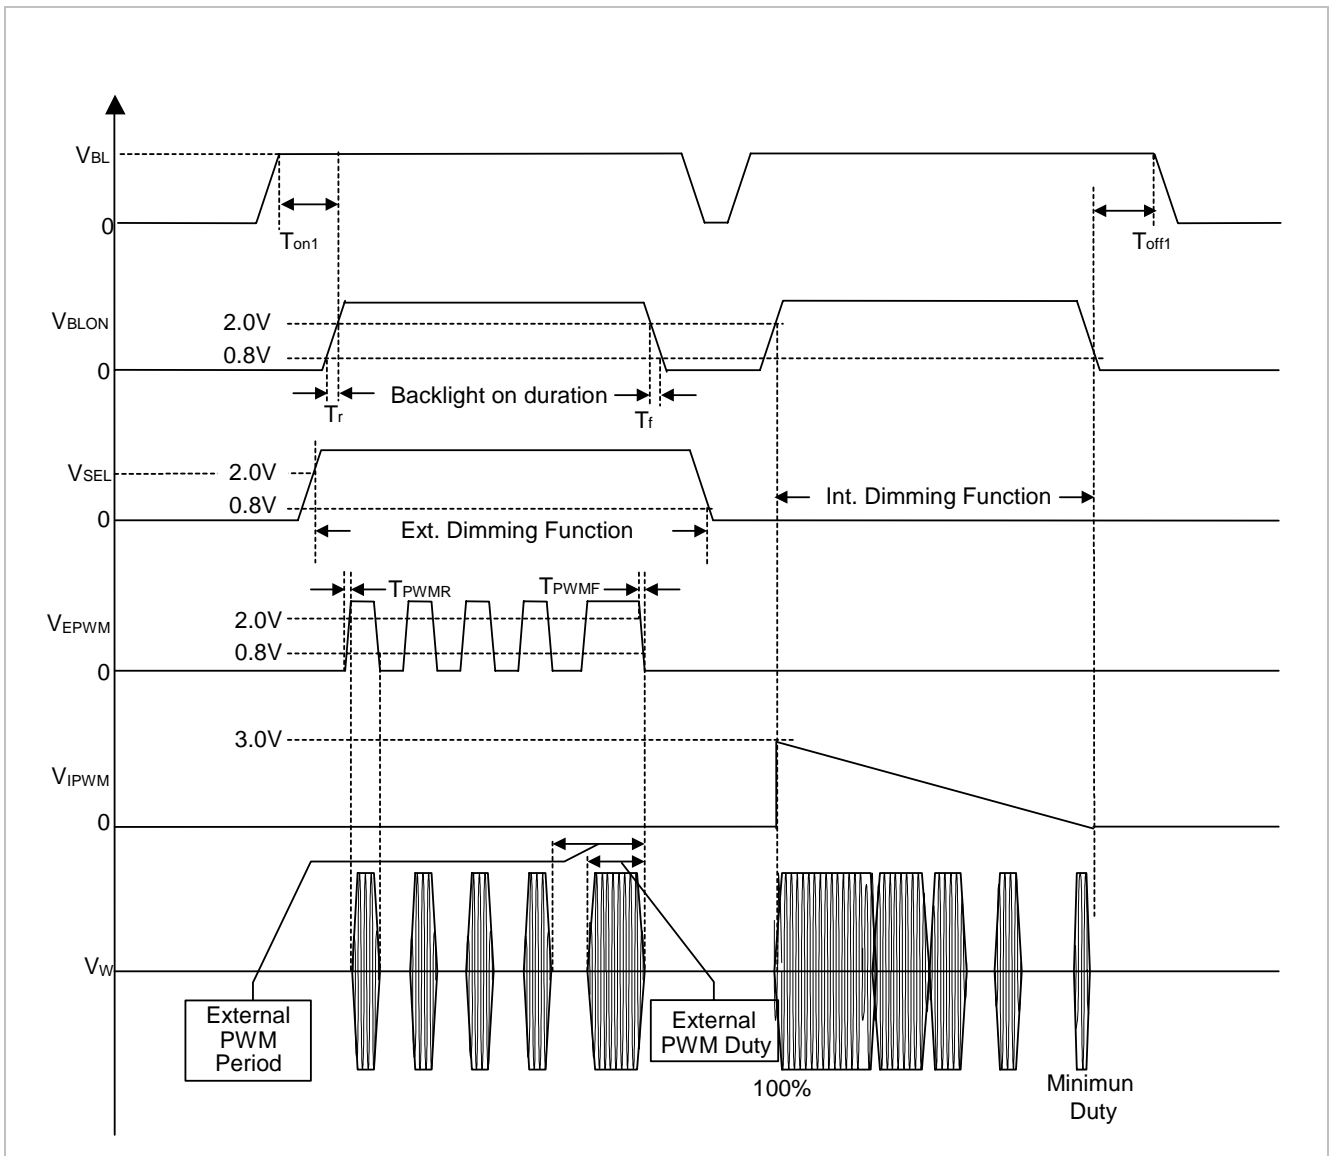 VBL
0
Ton1
Toff1
VBLON
2.0V
0.8V
0
Backlight on duration
Tr
Tf
VSEL
2.0V
0.8V
0
Int. Dimming Function
Ext. Dimming Function
TPWMR
TPWMF
VEPWM
2.0V
0.8V
0
3.0V
VIPWM
0
VW
External
PWM
Period
External
PWM Duty
100%
Minimun
Duty